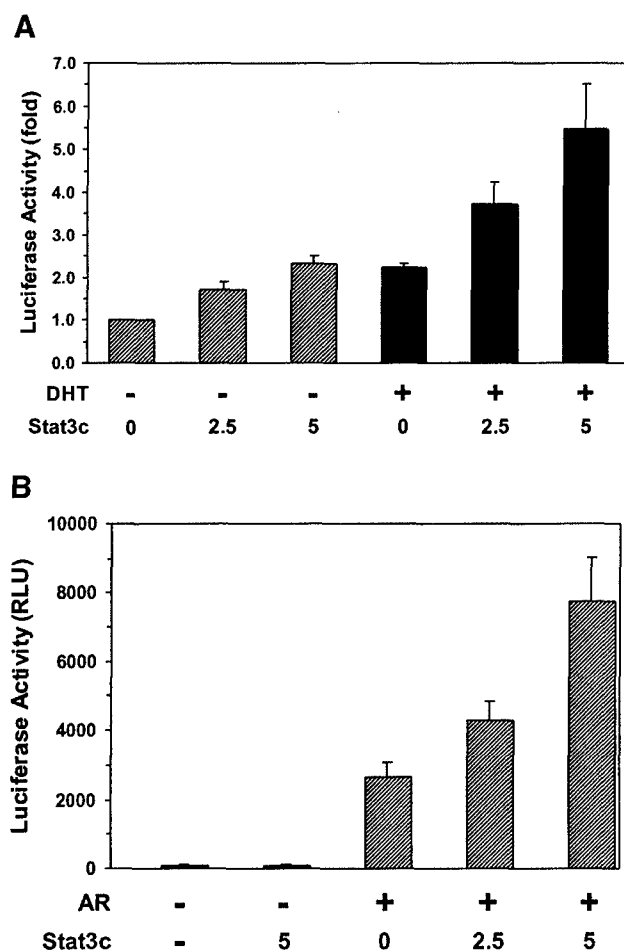 A
Luciferase Activity (fold)
7.0
6.0
5.0
4.0
3.0
2.0
1.0
0.0
DHT - - - + + +
Stat3c 0 2.5 5 0 2.5 5
B
Luciferase Activity (RLU)
10000
8000
6000
4000
2000
0
AR - - + + +
Stat3c - 5 0 2.5 5